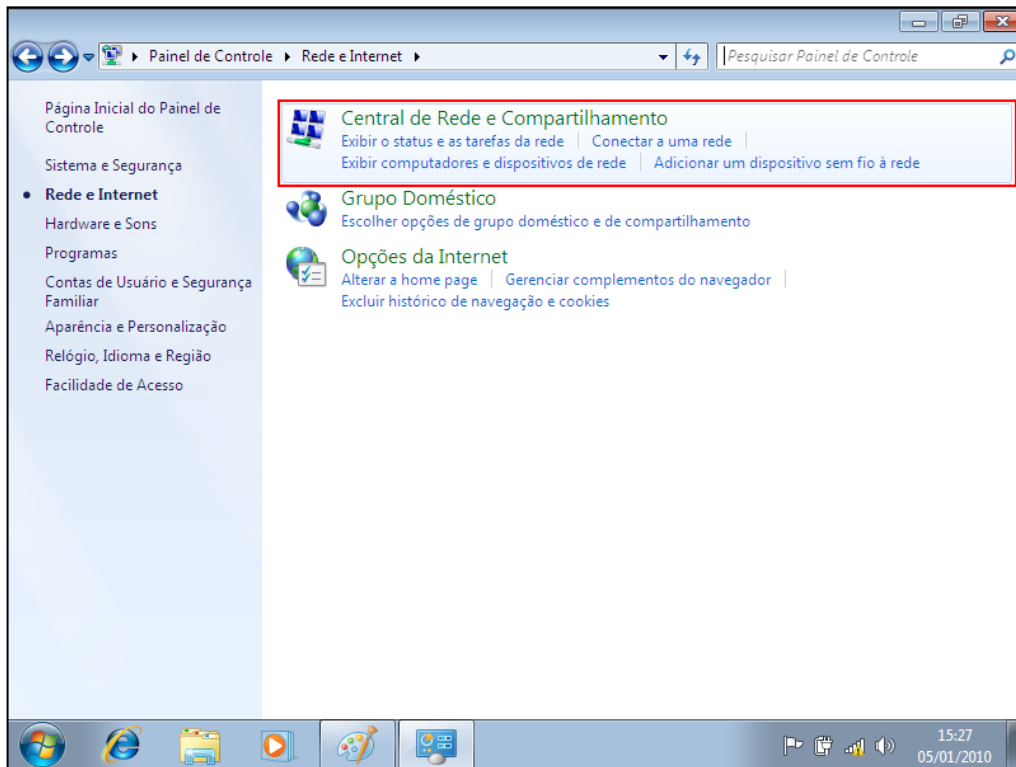 Painel de Controle Rede e Internet
Pesquisar Painel de Controle
Página Inicial do Painel de
Controle
Sistema e Segurança
Rede e Internet
Hardware e Sons
Programas
Contas de Usuário e Segurança
Familiar
Aparência e Personalização
Relógio, Idioma e Região
Facilidade de Acesso
Central de Rede e Compartilhamento
Exibir o status e as tarefas da rede Conectar a uma rede
Exibir computadores e dispositivos de rede Adicionar um dispositivo sem fio à rede
Grupo Doméstico
Escolher opções de grupo doméstico e de compartilhamento
Opções da Internet
Alterar a home page Gerenciar complementos do navegador
Excluir histórico de navegação e cookies
15:27
05/01/2010